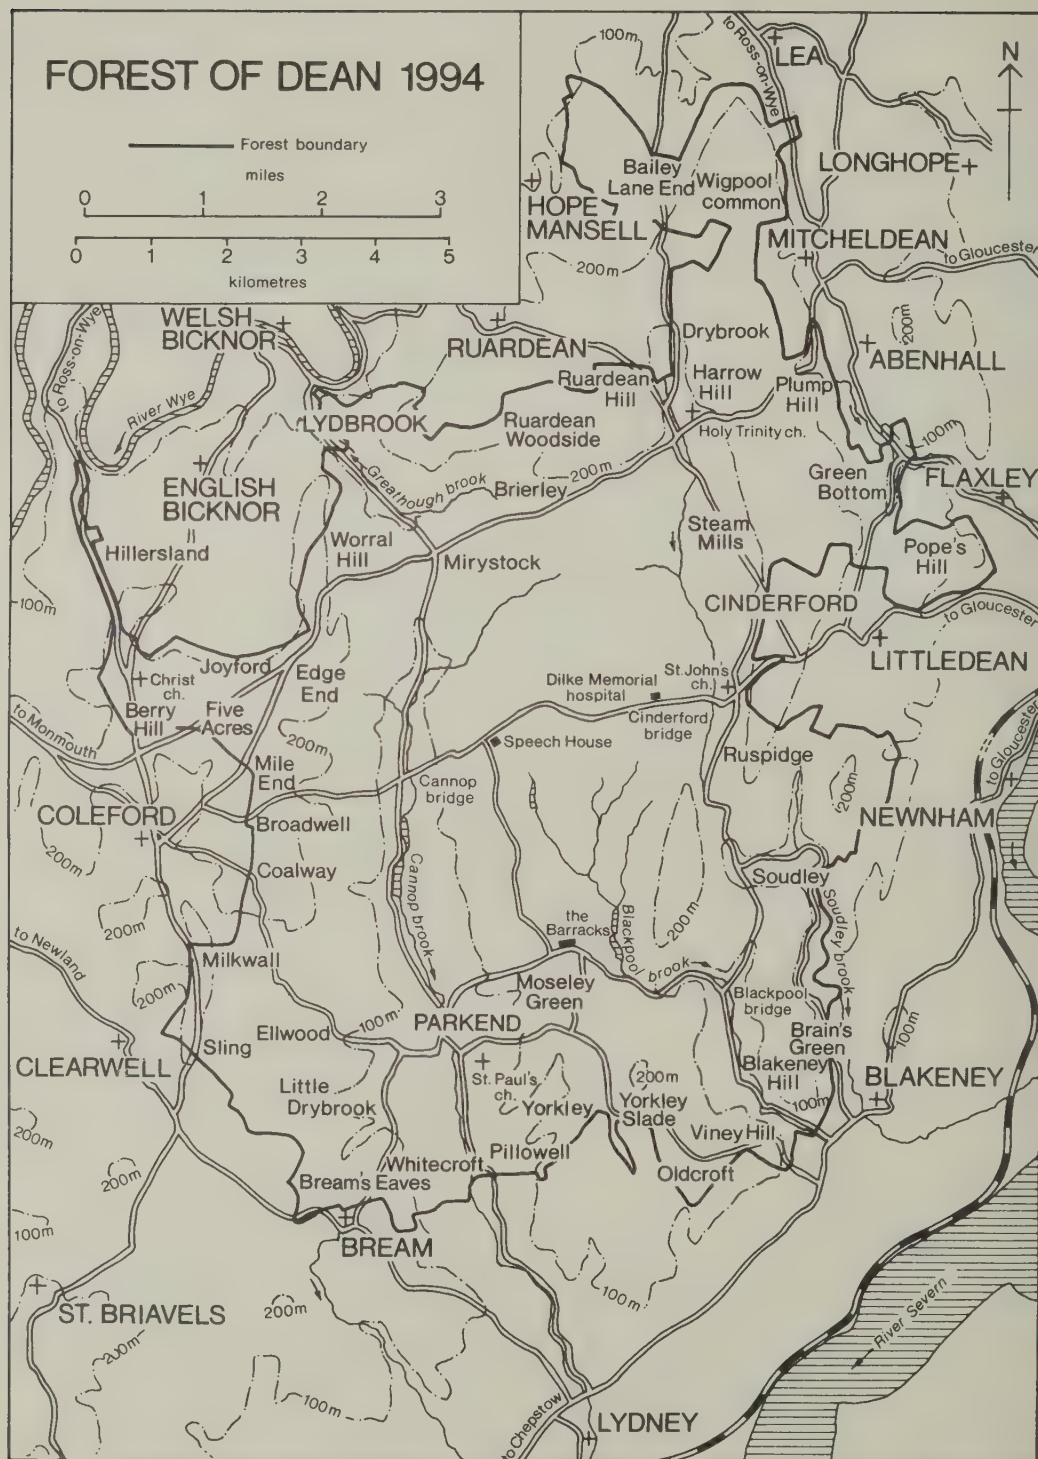 FOREST OF DEAN 1994
Forest boundary
miles
0 1 2 3
0 1 2 3 4 5
kilometres
N
100m
to Ross-on-Wye
LEA
LONGHOPE
Bailey
Lane End
Wigpool
common
HOPE
MANSELL
200m
MITCHELDEAN
to Gloucester
to Ross-on-Wye
WELSH
BICKNOR
RUARDEAN
Drybrook
200m
ABENHALL
River Wye
Ruardean
Hill
Harrow
Hill
Plump
Hill
LYDBROOK
Ruardean
Woodside
Holy Trinity ch.
100m
Greathough brook
200m
Brierley
Green
Bottom
FLAXLEY
ENGLISH
BICKNOR
Hillersland
Worral
Hill
Mirystock
Steam
Mills
Pope's
Hill
100m
CINDERFORD
to Gloucester
LITTLEDEAN
Joyford
Edge
End
Christ
ch.
Dilke Memorial
hospital
St. John's
ch.
Cinderford
bridge
Berry
Hill
Five
Acres
to Monmouth
200m
Speech House
Ruspidge
to Gloucester
Mile
End
Cannop
bridge
200m
COLEFORD
Broadwell
NEWNHAM
200m
Coalway
Cannop brook
Soudley
200m
200m
the
Barracks
Blackpool
brook
Soudley brook
to Newland
Milkwall
200m
Moseley
Green
Blackpool
bridge
Ellwood
100m
PARKEND
Brain's
Green
100m
CLEARWELL
Sling
St. Paul's
ch.
200m
Blakeney
Hill
BLAKENEY
Little
Drybrook
Yorkley
Yorkley
Slade
100m
200m
Viney Hill
200m
Whitecroft
Pillowell
Bream's Eaves
Oldcroft
100m
BREAM
ST. BRIAVELS
200m
100m
River Severn
200m
100m
to Chepstow
LYDNEY